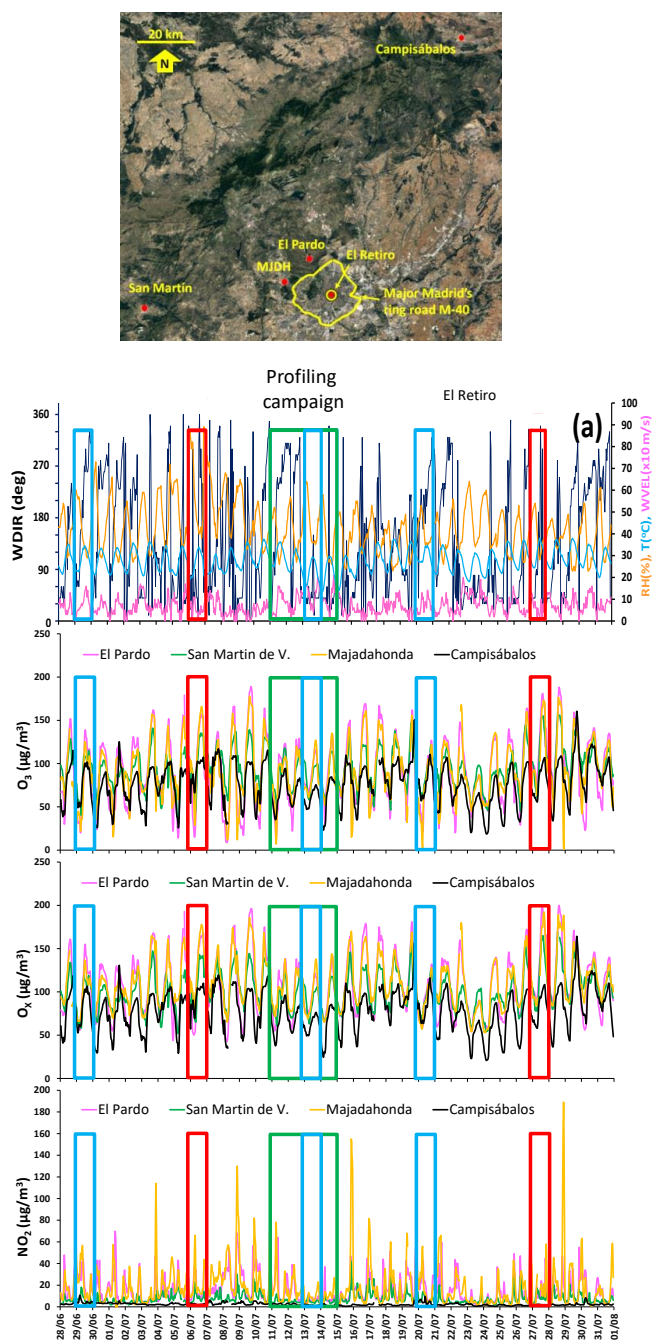 20 km
N
Campisábalos
El Pardo
El Retiro
MJDH
San Martín
Major Madrid's
ting road M-40
Profiling
campaign
El Retiro
(a)
WDIR (deg)
360
270
180
90
0
100
90
80
70
60
50
40
30
20
10
0
RH(%), T(ºC), WVEL(x10 m/s)
El Pardo San Martin de V. Majadahonda Campisábalos
O3 (µg/m³)
250
200
150
100
50
0
El Pardo San Martin de V. Majadahonda Campisábalos
OX (µg/m³)
250
200
150
100
50
0
El Pardo San Martin de V. Majadahonda Campisábalos
NO2 (µg/m³)
200
180
160
140
120
100
80
60
40
20
0
28/06 29/06 30/06 01/07 02/07 03/07 04/07 05/07 06/07 07/07 08/07 09/07 10/07 11/07 12/07 13/07 14/07 15/07 16/07 17/07 18/07 19/07 20/07 21/07 22/07 23/07 24/07 25/07 26/07 27/07 28/07 29/07 30/07 31/07 01/08